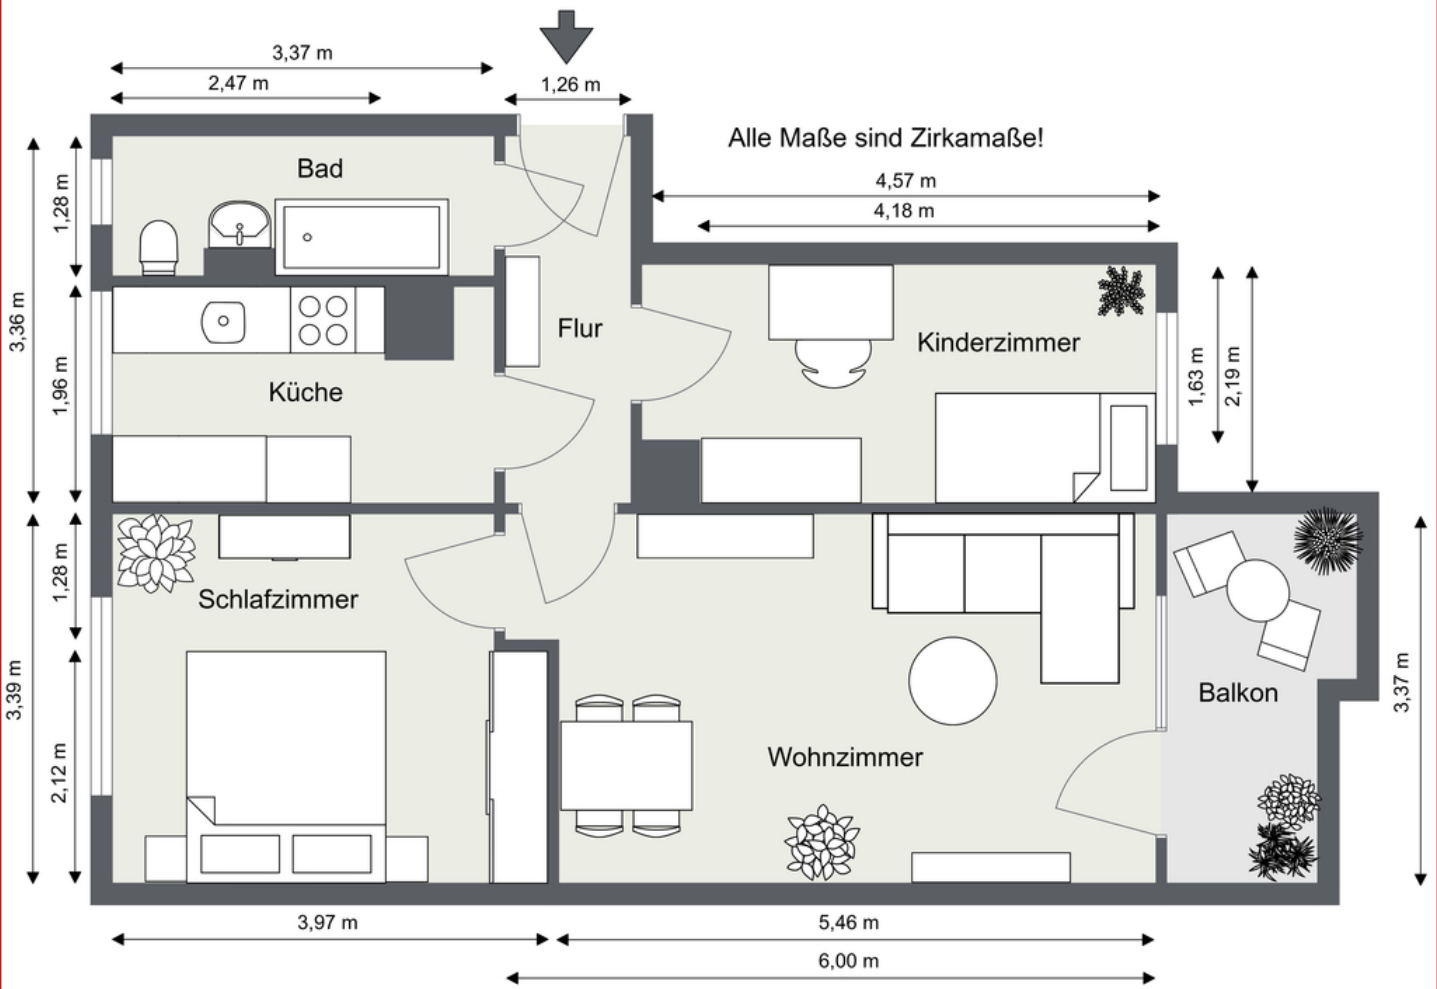 3,37 m
2,47 m
1,26 m
Alle Maße sind Zirkamaße!
4,57 m
4,18 m
Bad
1,28 m
3,36 m
Flur
Kinderzimmer
1,63 m
2,19 m
1,96 m
Küche
1,28 m
Schlafzimmer
3,39 m
Balkon
3,37 m
2,12 m
Wohnzimmer
3,97 m
5,46 m
6,00 m